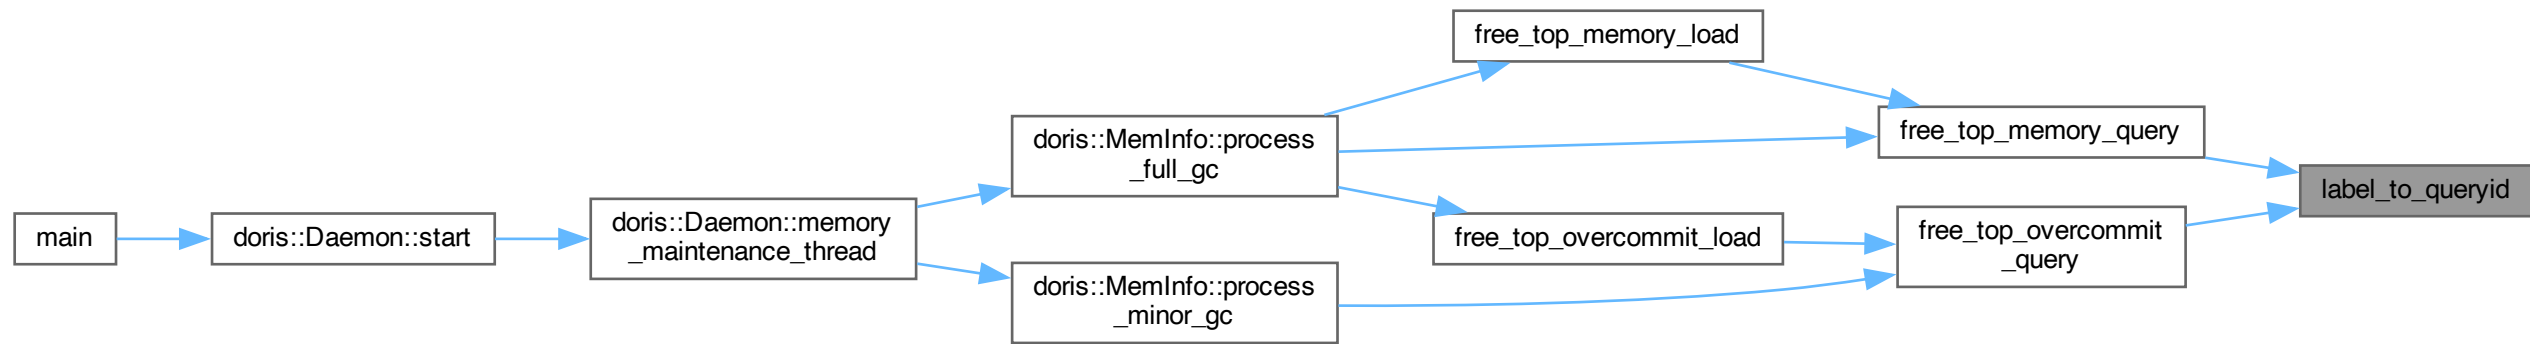 main
doris::Daemon::start
doris::Daemon::memory
_maintenance_thread
doris::MemInfo::process
_full_gc
doris::MemInfo::process
_minor_gc
free_top_memory_load
free_top_overcommit_load
free_top_memory_query
free_top_overcommit
_query
label_to_queryid